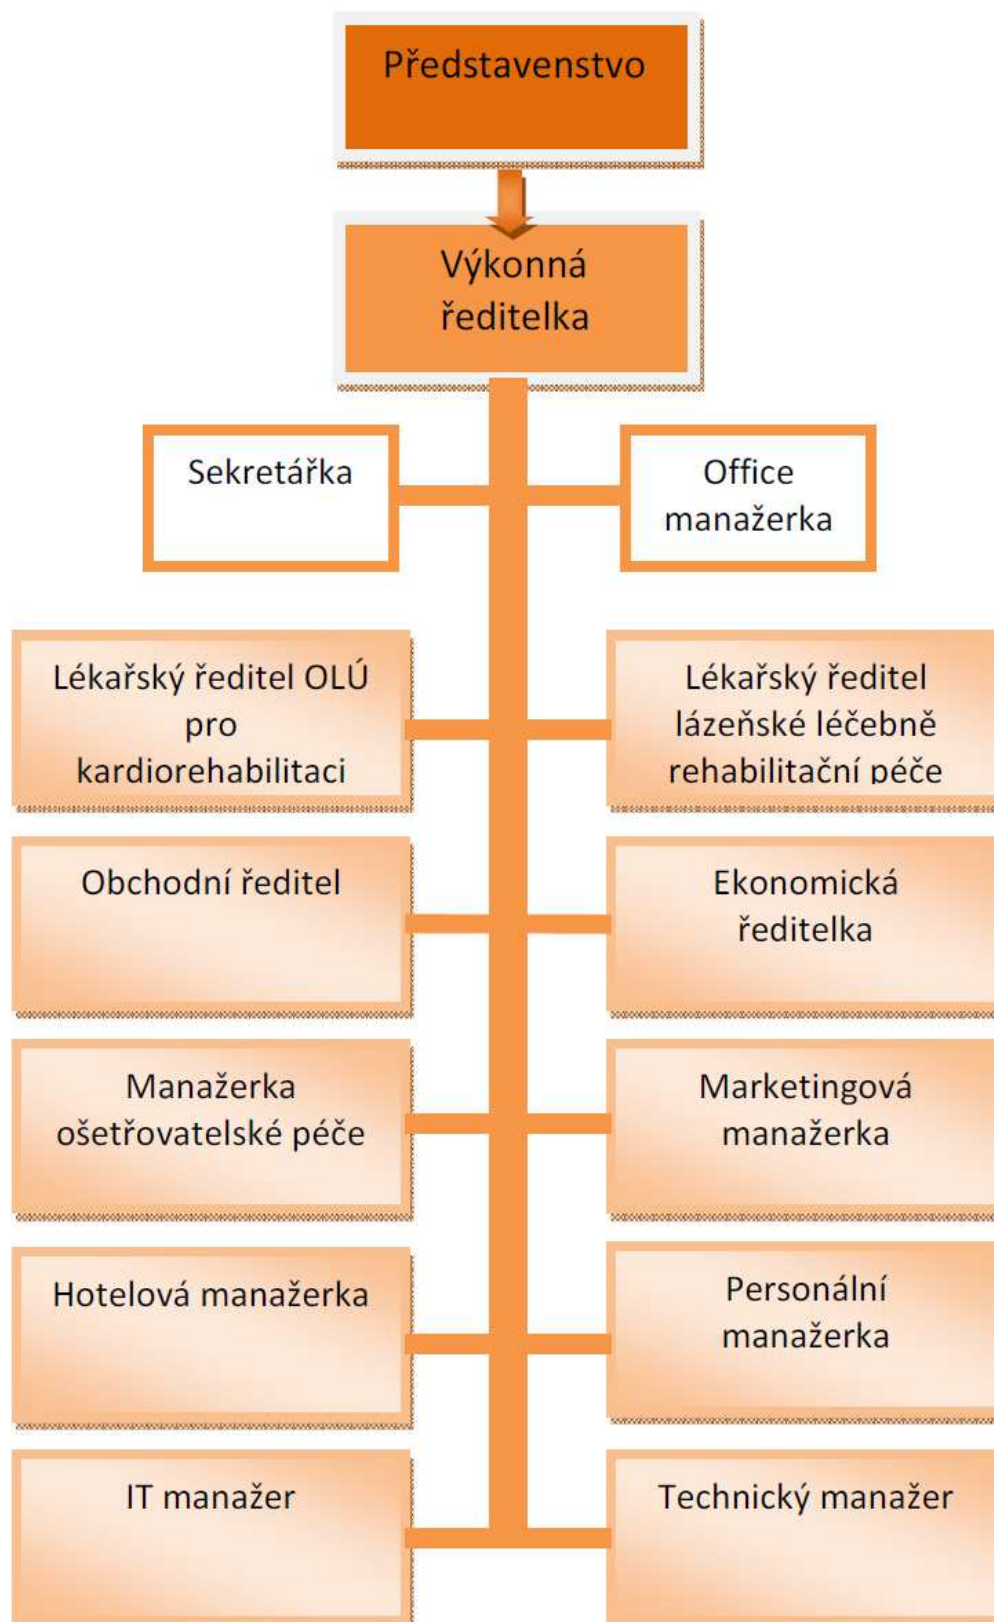 Představenstvo
Výkonná
ředitelka
Sekretářka
Office
manažerka
Lékařský ředitel OLÚ
pro
kardiorehabilitaci
Lékařský ředitel
lázeňské léčebně
rehabilitační péče
Obchodní ředitel
Ekonomická
ředitelka
Manažerka
ošetřovatelské péče
Marketingová
manažerka
Hotelová manažerka
Personální
manažerka
IT manažer
Technický manažer